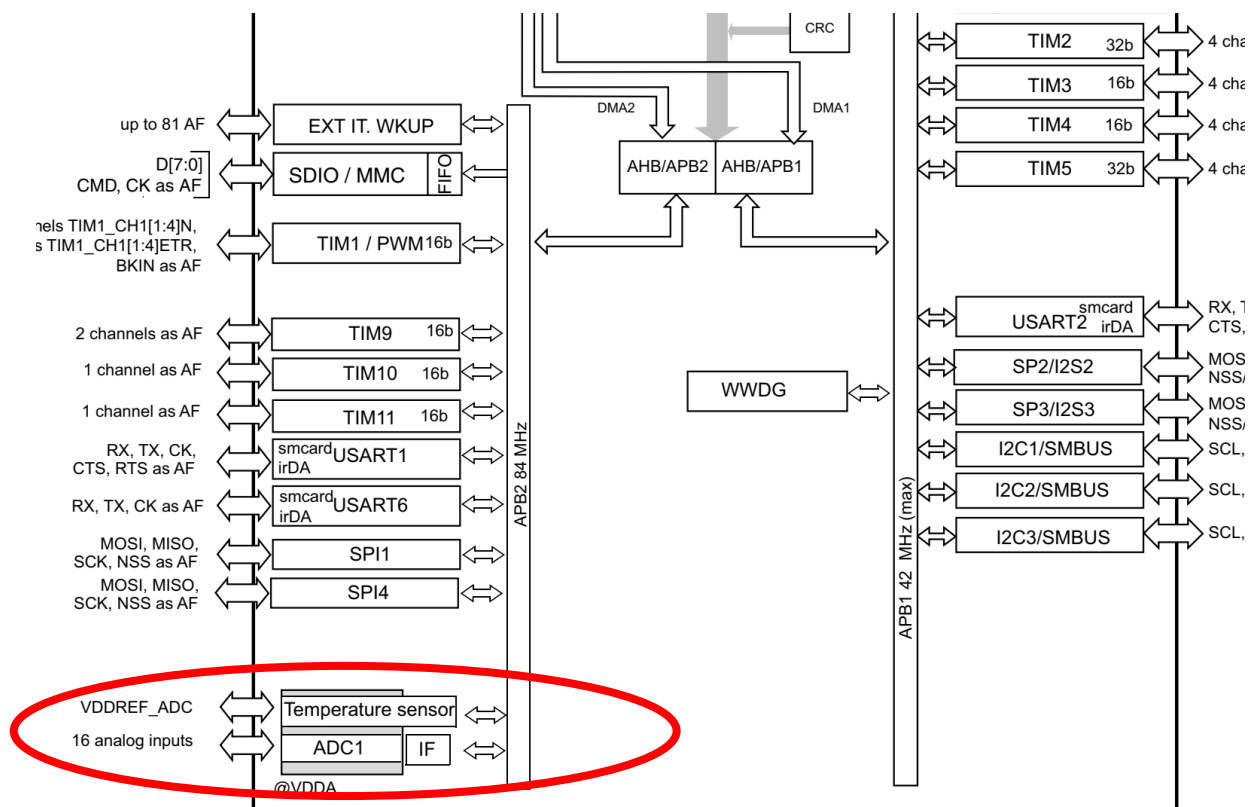 CRC
TIM2 32b
4 cha
TIM3 16b
4 cha
DMA2
DMA1
up to 81 AF
EXT IT. WKUP
TIM4 16b
4 cha
D[7:0]
CMD, CK as AF
SDIO / MMC
FIFO
AHB/APB2
AHB/APB1
TIM5 32b
4 cha
nels TIM1_CH1[1:4]N,
s TIM1_CH1[1:4]ETR,
BKIN as AF
TIM1 / PWM 16b
2 channels as AF
TIM9 16b
smcard
irDA
USART2
RX, T
CTS,
1 channel as AF
TIM10 16b
SP2/I2S2
MOS
NSS/
WWDG
1 channel as AF
TIM11 16b
SP3/I2S3
MOS
NSS/
RX, TX, CK,
CTS, RTS as AF
smcard
irDA
USART1
I2C1/SMBUS
SCL,
APB2 84 MHz
RX, TX, CK as AF
smcard
irDA
USART6
I2C2/SMBUS
SCL,
MOSI, MISO,
SCK, NSS as AF
SPI1
I2C3/SMBUS
SCL,
APB1 42 MHz (max)
MOSI, MISO,
SCK, NSS as AF
SPI4
VDDREF_ADC
Temperature sensor
16 analog inputs
ADC1
IF
@VDDA